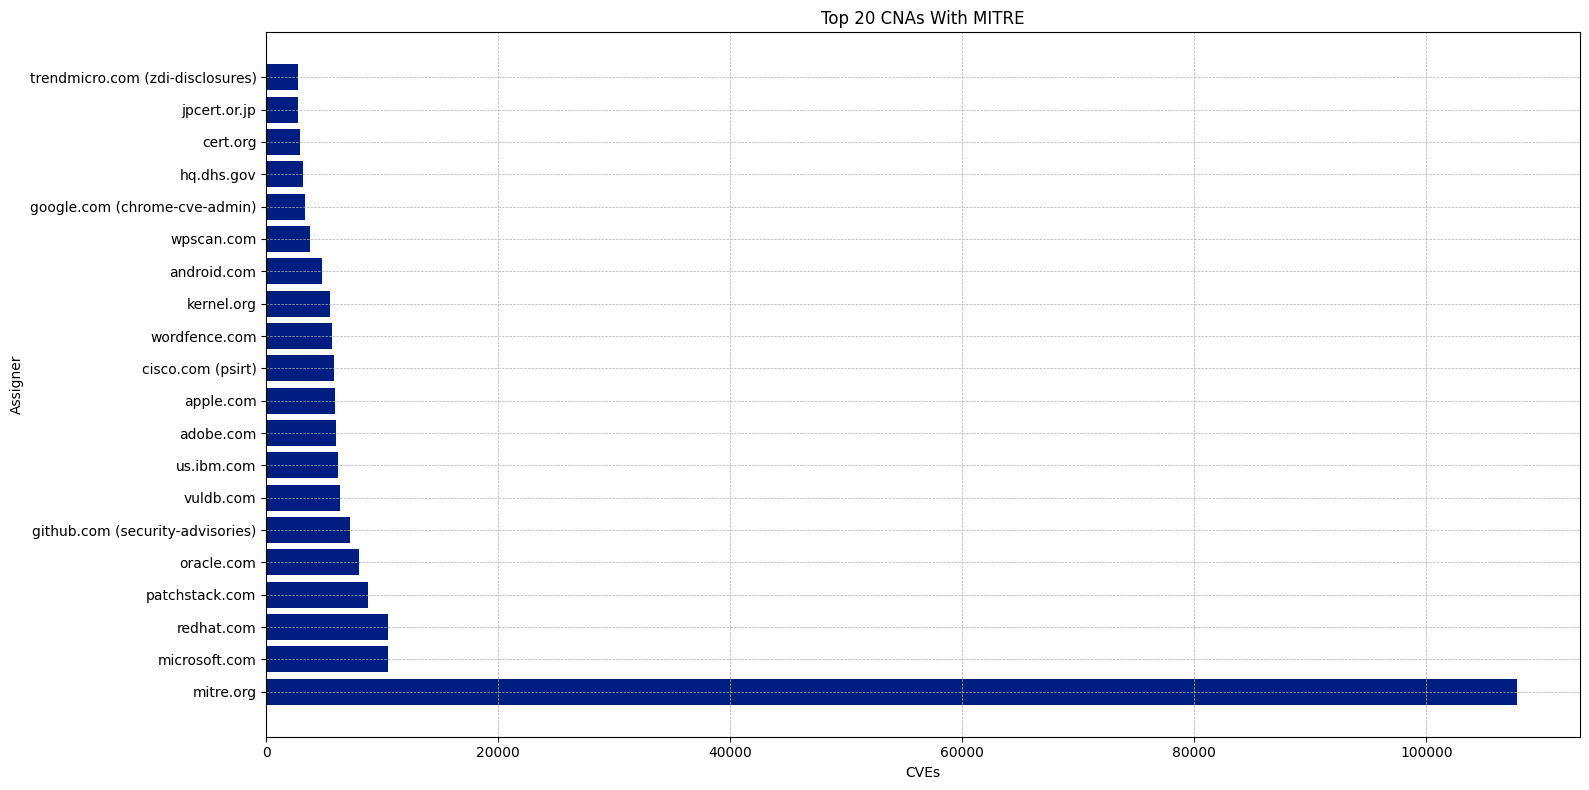 Top 20 CNAs With MITRE
Assigner
trendmicro.com (zdi-disclosures)
jpcert.or.jp
cert.org
hq.dhs.gov
google.com (chrome-cve-admin)
wpscan.com
android.com
kernel.org
wordfence.com
cisco.com (psirt)
apple.com
adobe.com
us.ibm.com
vuldb.com
github.com (security-advisories)
oracle.com
patchstack.com
redhat.com
microsoft.com
mitre.org
0 20000 40000 60000 80000 100000
CVEs